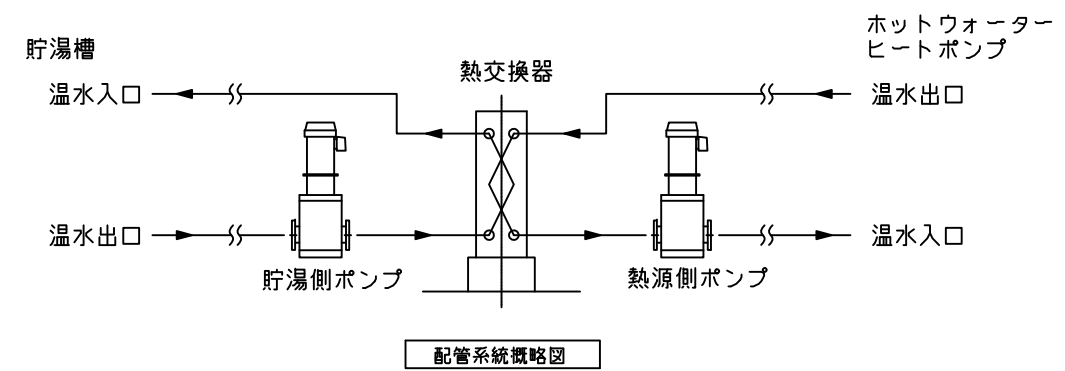 ホットウォーター
ヒートポンプ
貯湯槽
熱交換器
温水入口
温水出口
温水出口
温水入口
貯湯側ポンプ
熱源側ポンプ
配管系統概略図